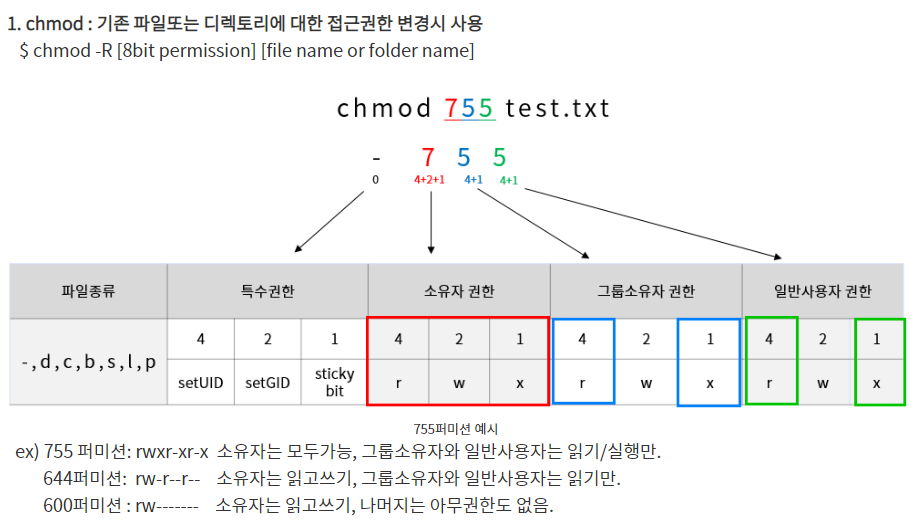 1. chmod : 기존 파일또는 디렉토리에 대한 접근권한 변경시 사용
$ chmod -R [8bit permission] [file name or folder name]
chmod 755 test.txt
- 7 5 5
0 4+2+1 4+1 4+1
파일종류 특수권한 소유자 권한 그룹소유자 권한 일반사용자 권한
-,d,c,b,s,l,p
4 2 1 4 2 1 4 2 1 4 2 1
setUID setGID sticky bit r w x r w x r w x
755퍼미션 예시
ex) 755 퍼미션: rwxr-xr-x 소유자는 모두가능, 그룹소유자와 일반사용자는 읽기/실행만.
644퍼미션: rw-r--r-- 소유자는 읽고쓰기, 그룹소유자와 일반사용자는 읽기만.
600퍼미션 : rw------- 소유자는 읽고쓰기, 나머지는 아무권한도 없음.